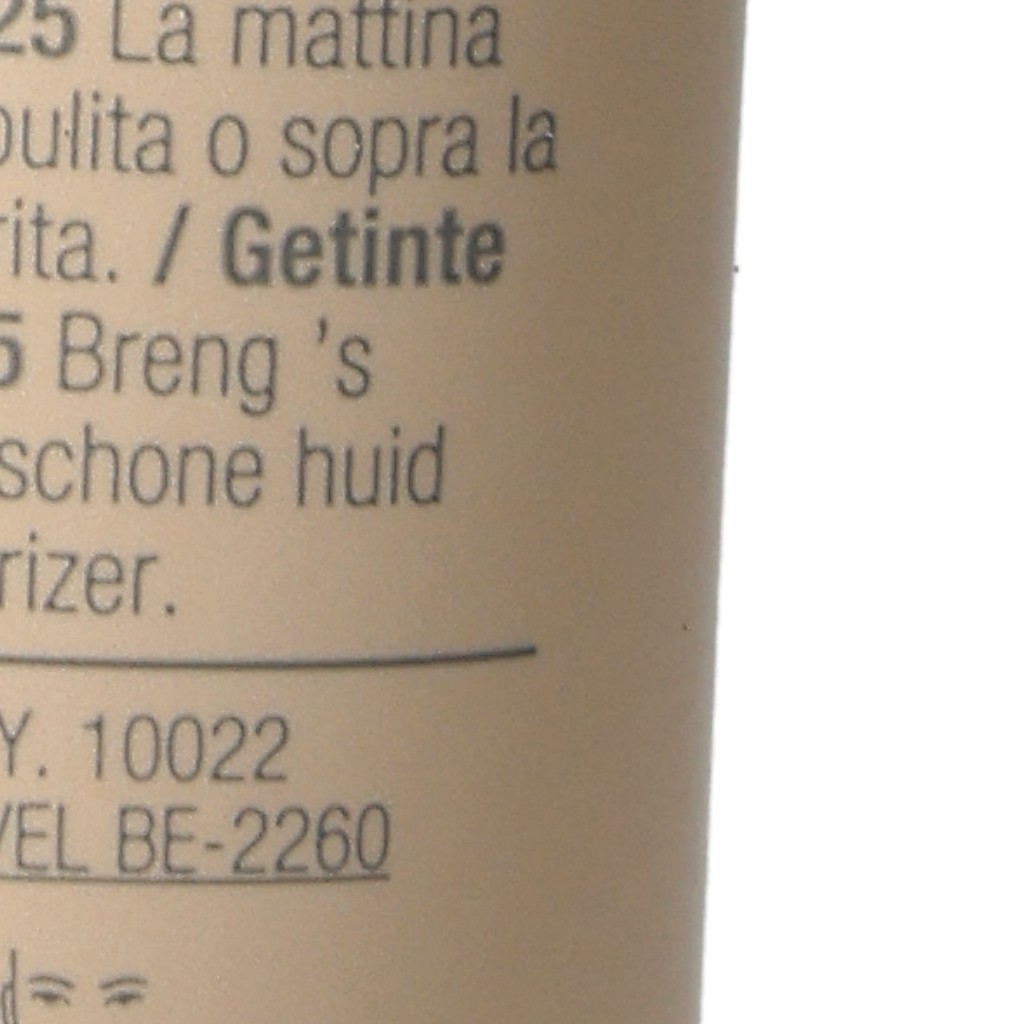 25 La mattina
pulita o sopra la
rita. / Getinte
5 Breng 's
schone huid
rizer.
Y. 10022
VEL BE-2260